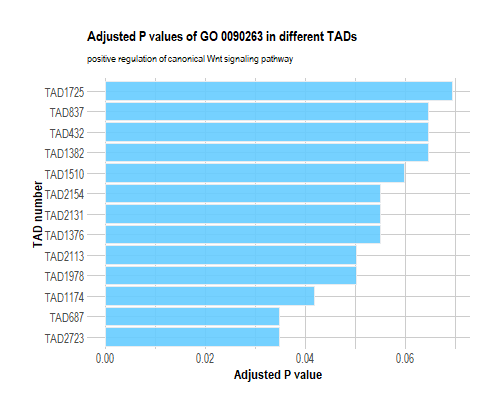 Adjusted P values of GO 0090263 in different TADs
positive regulation of canonical Wnt signaling pathway
TAD number
TAD1725
TAD837
TAD432
TAD1382
TAD1510
TAD2154
TAD2131
TAD1376
TAD2113
TAD1978
TAD1174
TAD687
TAD2723
0.00 0.02 0.04 0.06
Adjusted P value